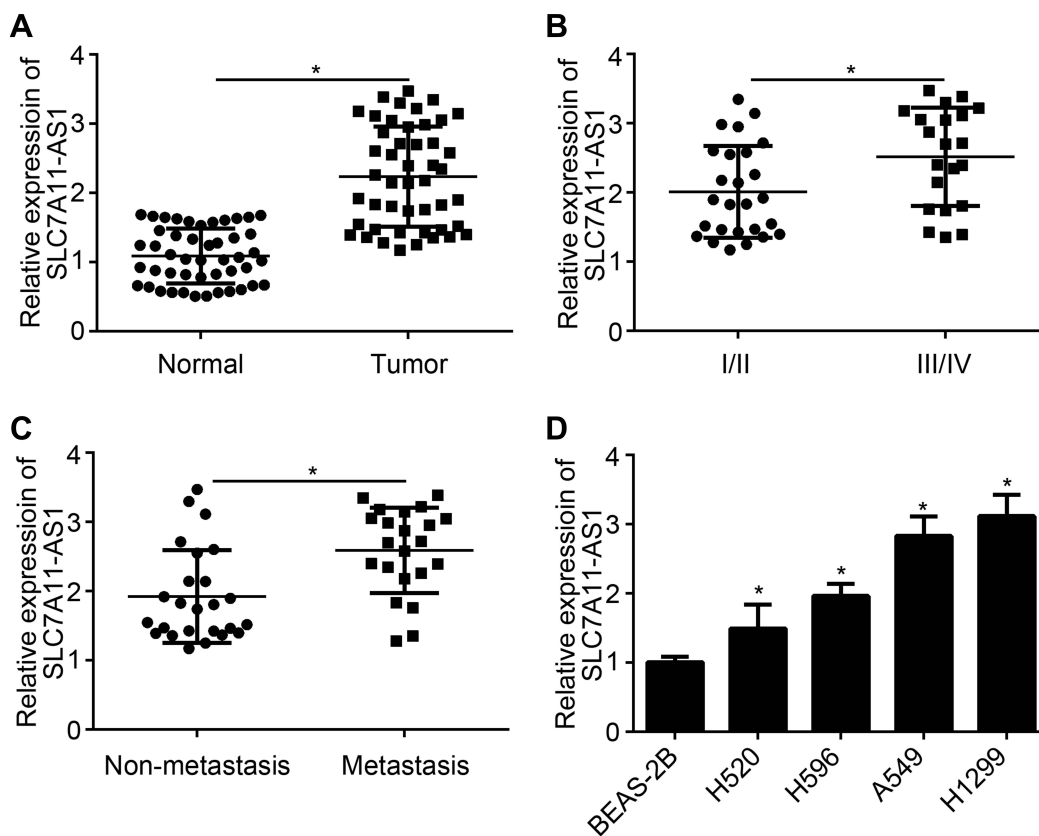 A
Relative expressioin of
SLC7A11-AS1
4
3
2
1
0
*
Normal
Tumor
B
Relative expressioin of
SLC7A11-AS1
4
3
2
1
0
*
I/II
III/IV
C
Relative expressioin of
SLC7A11-AS1
4
3
2
1
0
*
Non-metastasis
Metastasis
D
Relative expressioin of
SLC7A11-AS1
4
3
2
1
0
*
*
*
*
BEAS-2B
H520
H596
A549
H1299